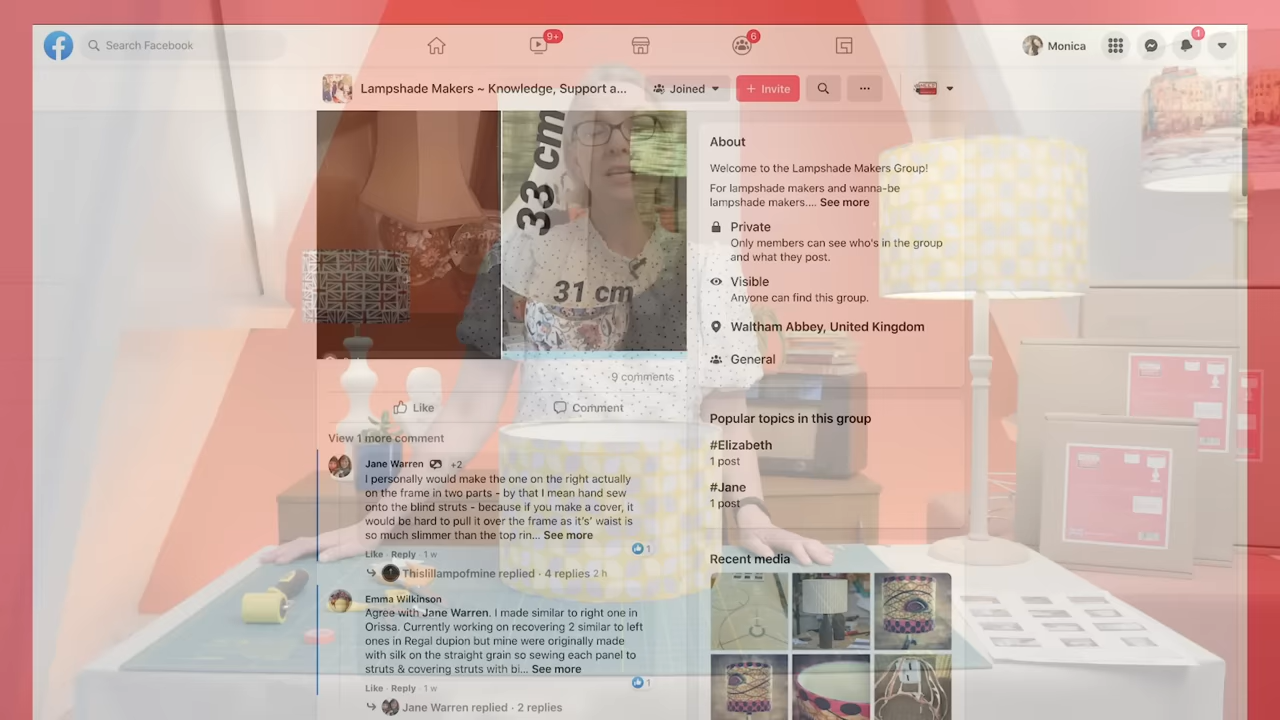 Search Facebook
9+
6
Monica
1
Lampshade Makers ~ Knowledge, Support a...
Joined
+ Invite
33 cm
31 cm
9 comments
Like
Comment
View 1 more comment
Jane Warren +2
I personally would make the one on the right actually
on the frame in two parts - by that I mean hand sew
onto the blind struts - because if you make a cover, it
would be hard to pull it over the frame as it's' waist is
so much slimmer than the top rin... See more
Like · Reply · 1 w
1
Thislillampofmine replied · 4 replies 2 h
Emma Wilkinson
Agree with Jane Warren. I made similar to right one in
Orissa. Currently working on recovering 2 similar to left
ones in Regal dupion but mine were originally made
with silk on the straight grain so sewing each panel to
struts & covering struts with bi... See more
Like · Reply · 1 w
1
Jane Warren replied · 2 replies
About
Welcome to the Lampshade Makers Group!
For lampshade makers and wanna-be
lampshade makers.... See more
Private
Only members can see who's in the group
and what they post.
Visible
Anyone can find this group.
Waltham Abbey, United Kingdom
General
Popular topics in this group
#Elizabeth
1 post
#Jane
1 post
Recent media